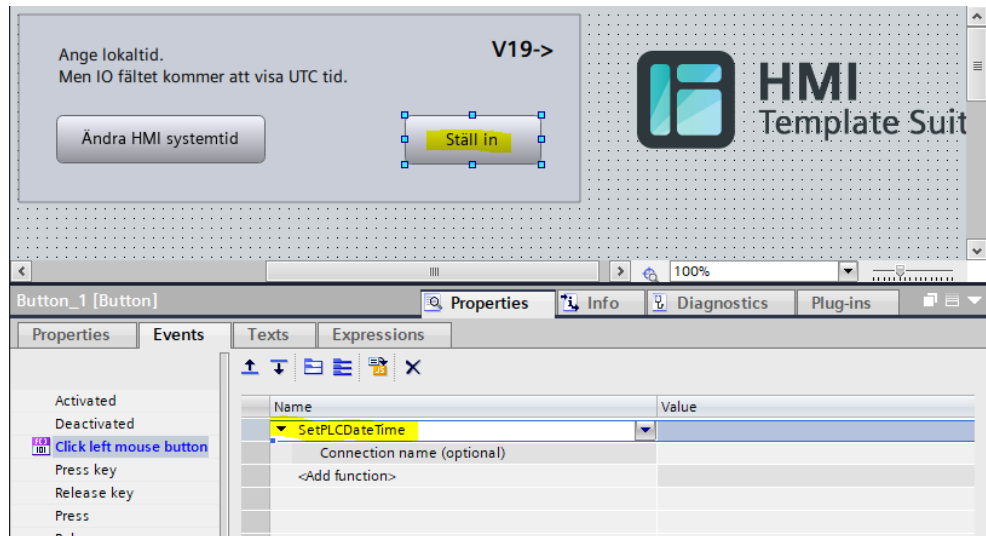 Ange lokaltid.
Men IO fältet kommer att visa UTC tid.
V19->
Ändra HMI systemtid
Ställ in
HMI
Template Suit
100%
Button_1 [Button]
Properties
Info
Diagnostics
Plug-ins
Properties
Events
Texts
Expressions
Name
Value
Activated
Deactivated
Click left mouse button
Press key
Release key
Press
SetPLCDateTime
Connection name (optional)
<Add function>